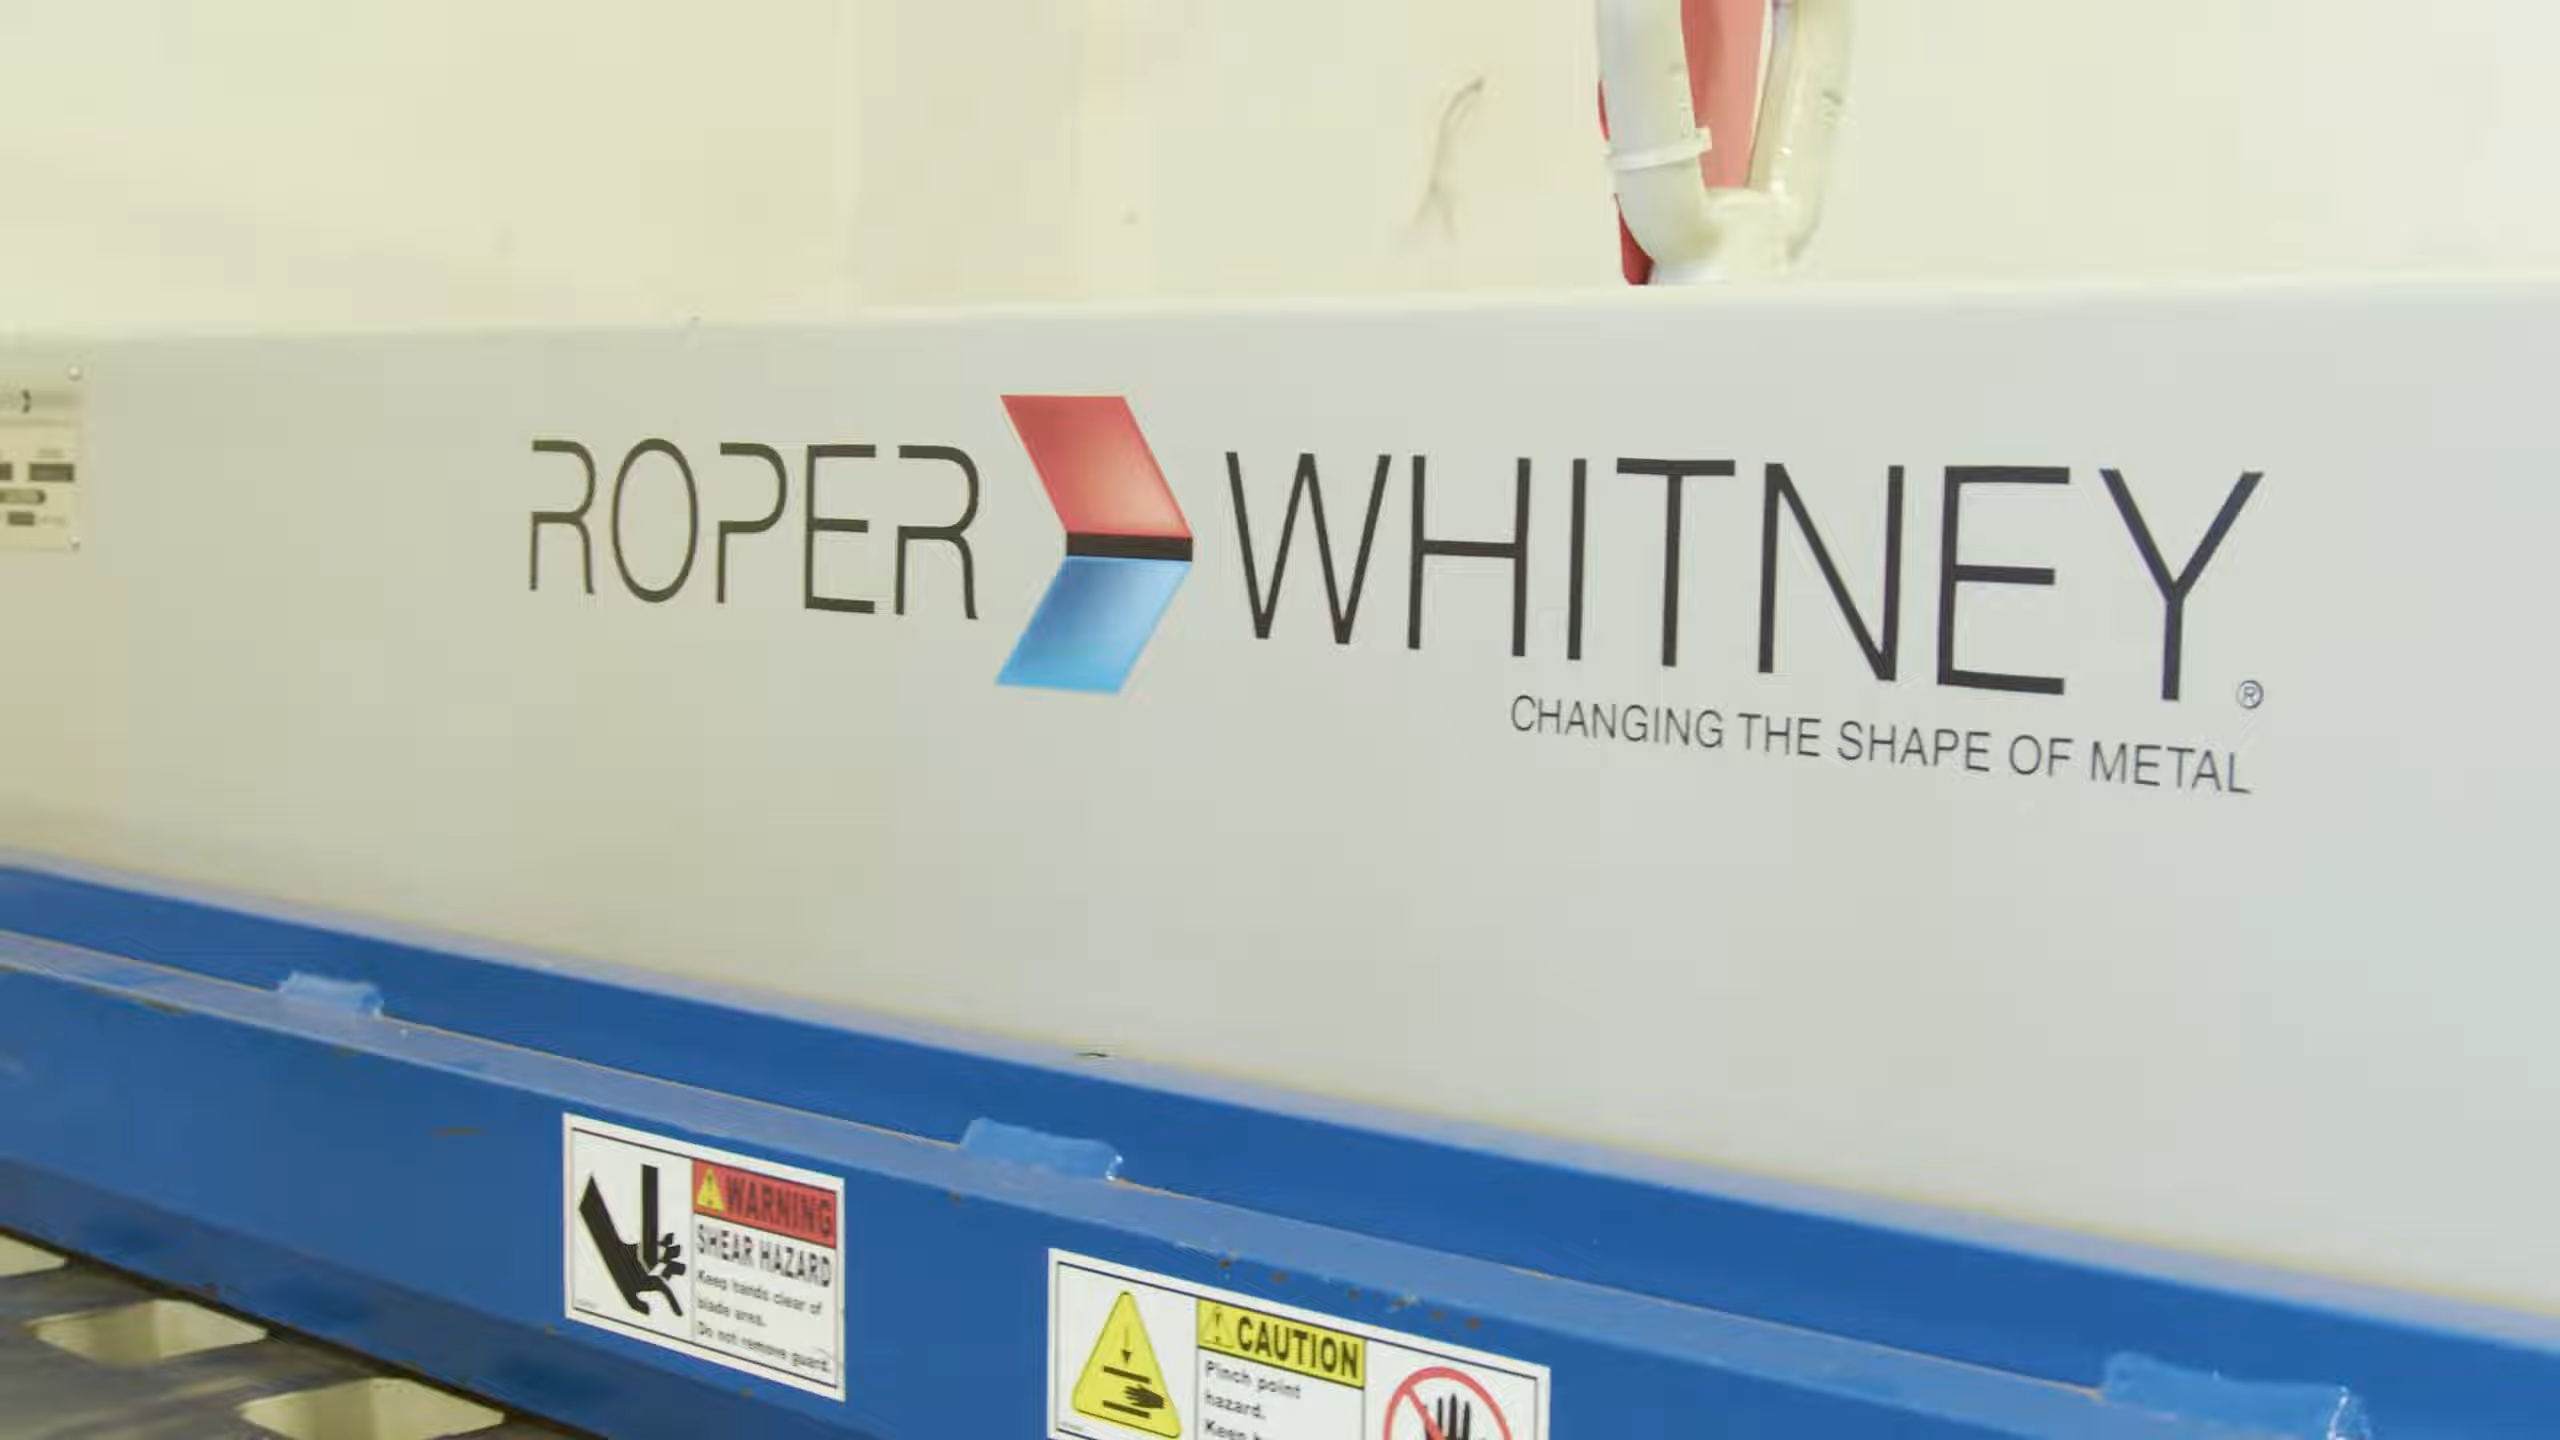 ROPER WHITNEY®
CHANGING THE SHAPE OF METAL
WARNING
SHEAR HAZARD
Keep hands clear of
blade area.
Do not remove guard.
CAUTION
Pinch point
hazard.
Keep